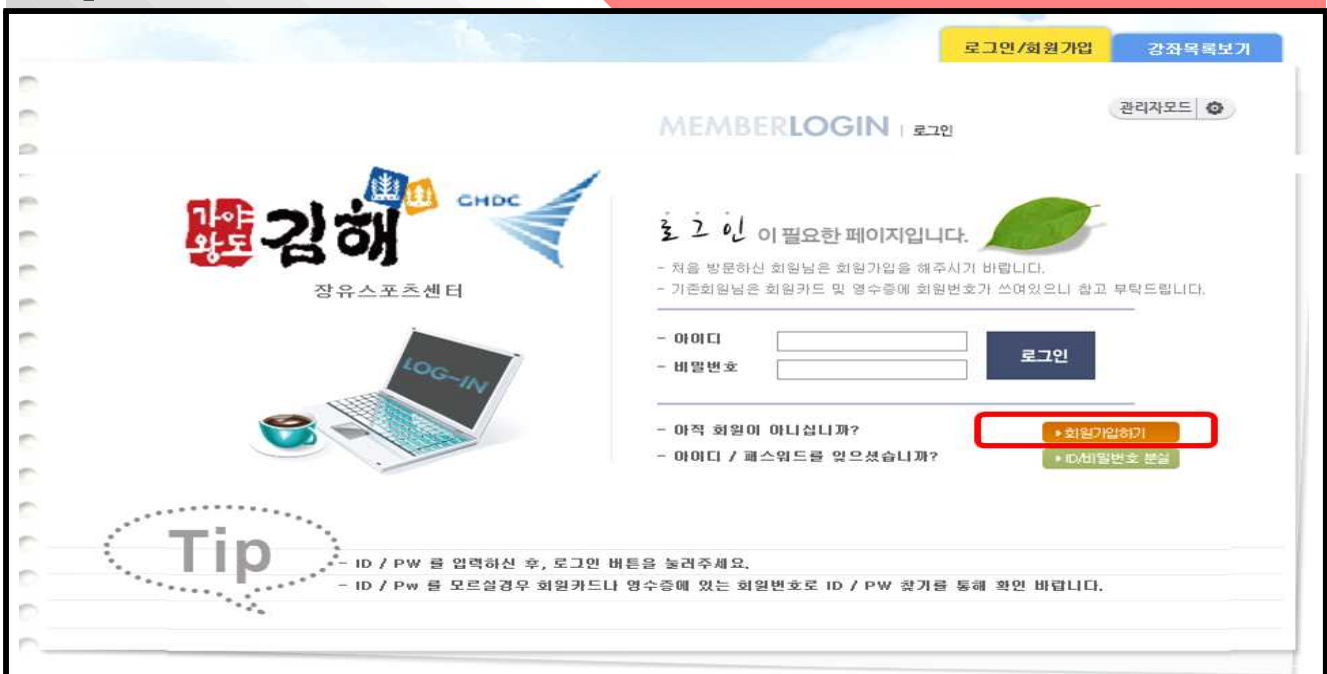 로그인/회원가입 강좌목록보기
관리자모드
MEMBERLOGIN | 로그인
가야
왕도
김해
GHDC
장유스포츠센터
로그인 이 필요한 페이지입니다.
- 처음 방문하신 회원님은 회원가입을 해주시기 바랍니다.
- 기존회원님은 회원카드 및 영수증에 회원번호가 쓰여있으니 참고 부탁드립니다.
- 아이디
- 비밀번호
로그인
LOG-IN
- 아직 회원이 아니십니까?
▸회원가입하기
- 아이디 / 패스워드를 잊으셨습니까?
▸ID/비밀번호 분실
Tip
- ID / PW 를 입력하신 후, 로그인 버튼을 눌러주세요.
- ID / Pw 를 모르실경우 회원카드나 영수증에 있는 회원번호로 ID / PW 찾기를 통해 확인 바랍니다.